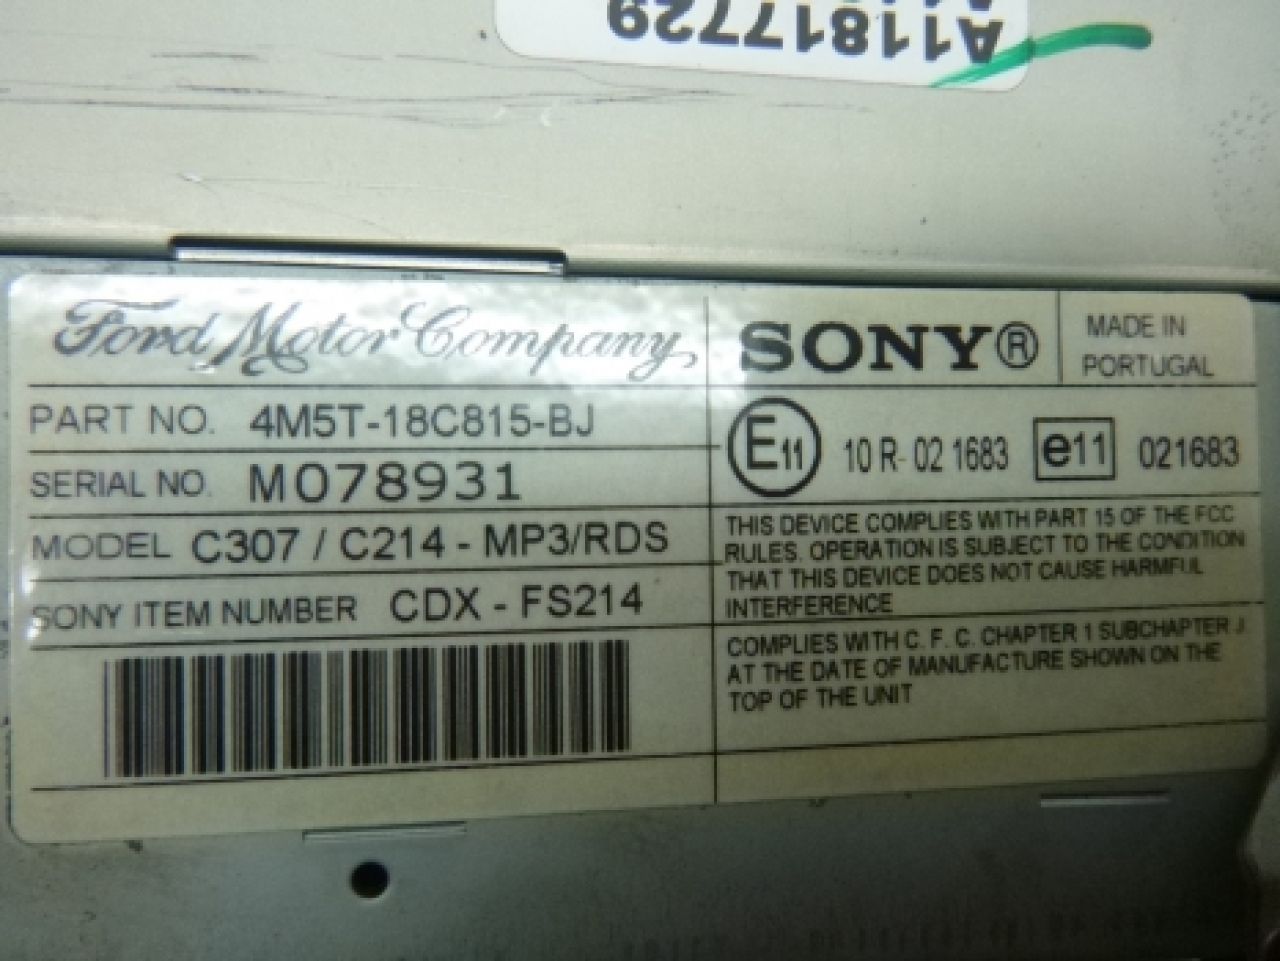 A11817729
Ford Motor Company
SONY®
MADE IN
PORTUGAL
PART NO. 4M5T-18C815-BJ
SERIAL NO. M078931
MODEL C307 / C214 - MP3/RDS
SONY ITEM NUMBER CDX - FS214
E11 10 R- 02 1683 e11 021683
THIS DEVICE COMPLIES WITH PART 15 OF THE FCC
RULES. OPERATION IS SUBJECT TO THE CONDITION
THAT THIS DEVICE DOES NOT CAUSE HARMFUL
INTERFERENCE
COMPLIES WITH C. F. C. CHAPTER 1 SUBCHAPTER J
AT THE DATE OF MANUFACTURE SHOWN ON THE
TOP OF THE UNIT